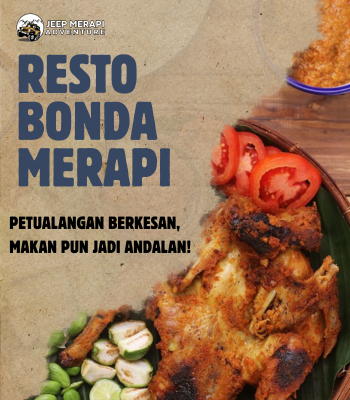 JEEP MERAPI
ADVENTURE
RESTO
BONDA
MERAPI
PETUALANGAN BERKESAN,
MAKAN PUN JADI ANDALAN!